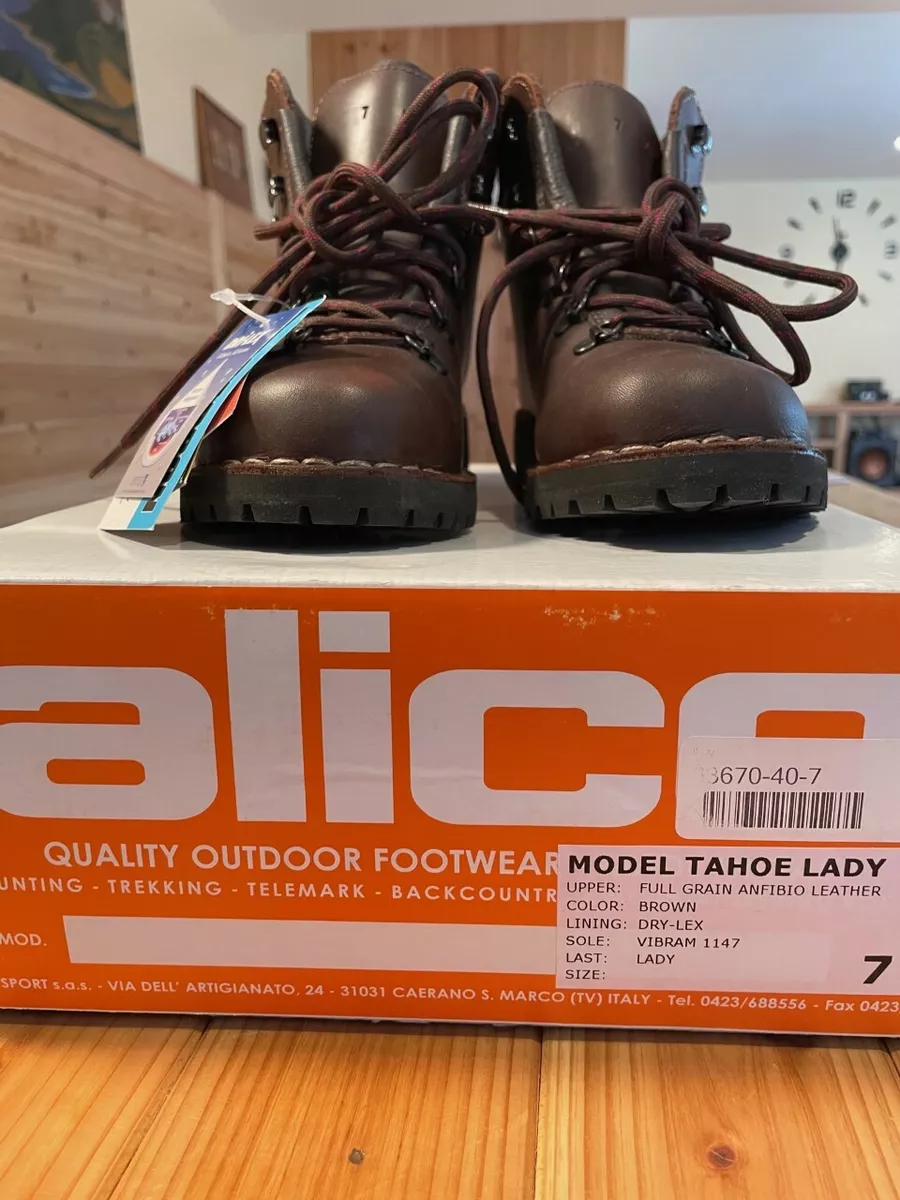 7
7
12
alico
3670-40-7
QUALITY OUTDOOR FOOTWEAR
UNTING - TREKKING - TELEMARK - BACKCOUNTR
MOD.
MODEL TAHOE LADY
UPPER: FULL GRAIN ANFIBIO LEATHER
COLOR: BROWN
LINING: DRY-LEX
SOLE: VIBRAM 1147
LAST: LADY
SIZE: 7
SPORT s.a.s. - VIA DELL' ARTIGIANATO, 24 - 31031 CAERANO S. MARCO (TV) ITALY - Tel. 0423/688556 - Fax 0423